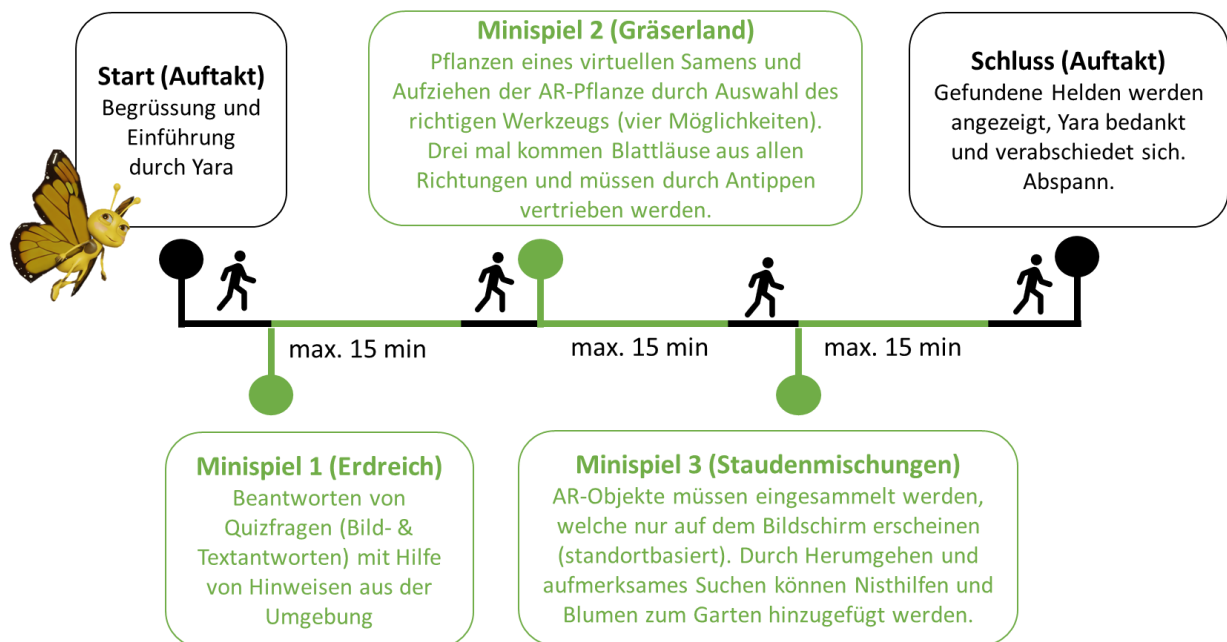 Start (Auftakt)
Begrüssung und
Einführung
durch Yara
Minispiel 2 (Gräserland)
Pflanzen eines virtuellen Samens und
Aufziehen der AR-Pflanze durch Auswahl des
richtigen Werkzeugs (vier Möglichkeiten).
Drei mal kommen Blattläuse aus allen
Richtungen und müssen durch Antippen
vertrieben werden.
Schluss (Auftakt)
Gefundene Helden werden
angezeigt, Yara bedankt
und verabschiedet sich.
Abspann.
max. 15 min
max. 15 min
max. 15 min
Minispiel 1 (Erdreich)
Beantworten von
Quizfragen (Bild- &
Textantworten) mit Hilfe
von Hinweisen aus der
Umgebung
Minispiel 3 (Staudenmischungen)
AR-Objekte müssen eingesammelt werden,
welche nur auf dem Bildschirm erscheinen
(standortbasiert). Durch Herumgehen und
aufmerksames Suchen können Nisthilfen und
Blumen zum Garten hinzugefügt werden.